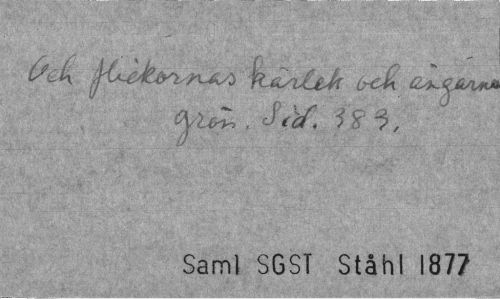 Och flickornas kärlek och ängarna
grön. Sid. 383.
Saml SGST Ståhl 1877